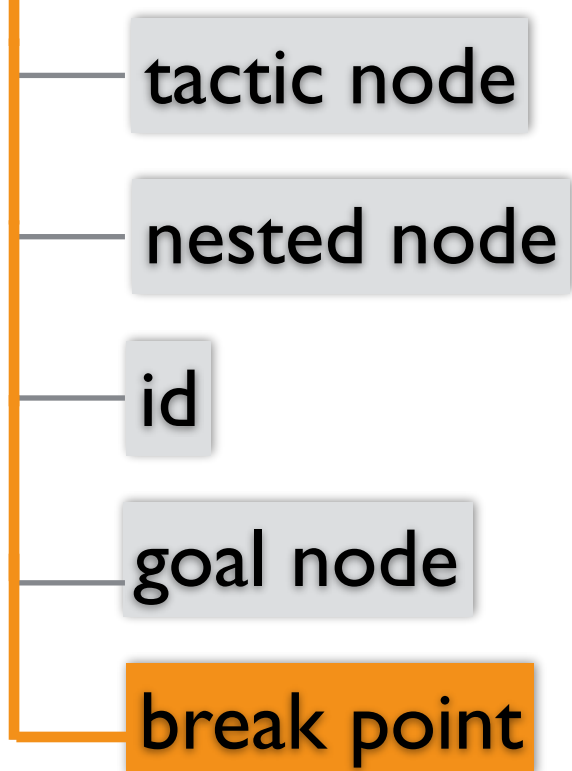 tactic node
nested node
id
goal node
break point